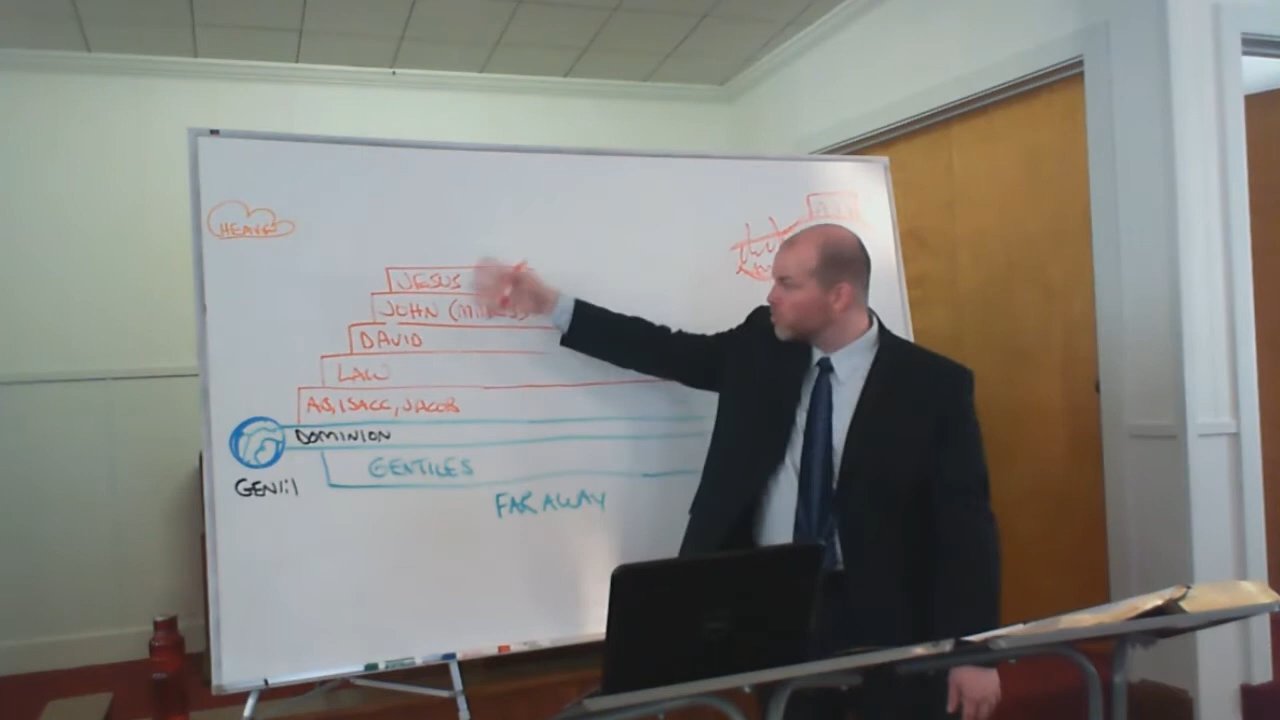 HEAVEN
JESUS
JOHN
DAVID
LAW
AB, ISACC, JACOB
DOMINION
GENTILES
GEN 1:1
FAR AWAY